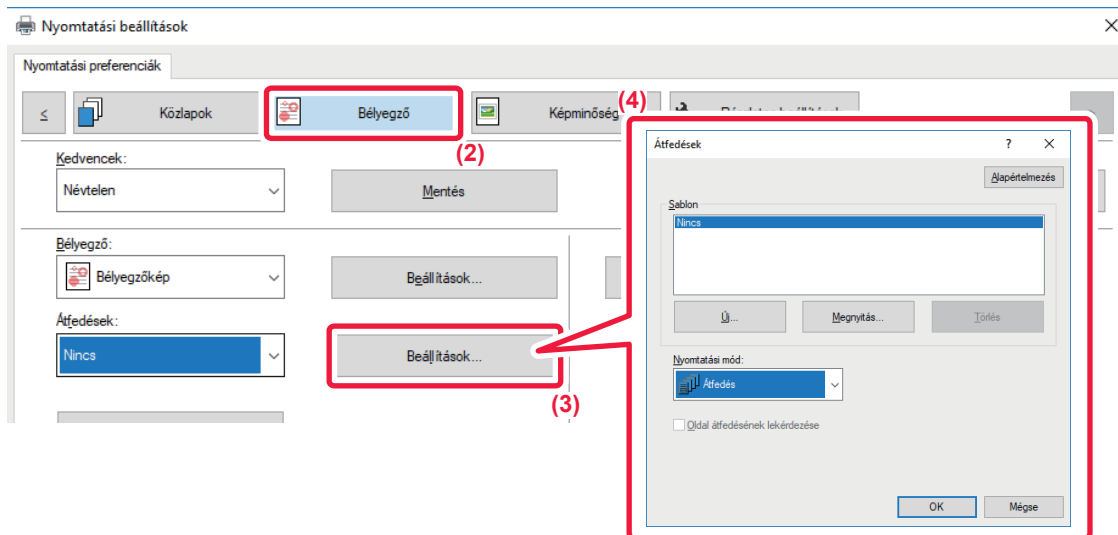 Nyomtatási beállítások
Nyomtatási preferenciák
≤ Közlapok Bélyegző Képminőség
(4)
(2)
Kedvencek:
Névtelen Mentés
Bélyegző:
Bélyegzőkép Beállítások...
Átfedések:
Nincs Beállítások...
(3)
Átfedések ? ×
Alapértelmezés
Sablon
Nincs
Új... Megnyitás... Törlés
Nyomtatási mód:
Átfedés
Oldal átfedésének lekérdezése
OK Mégse